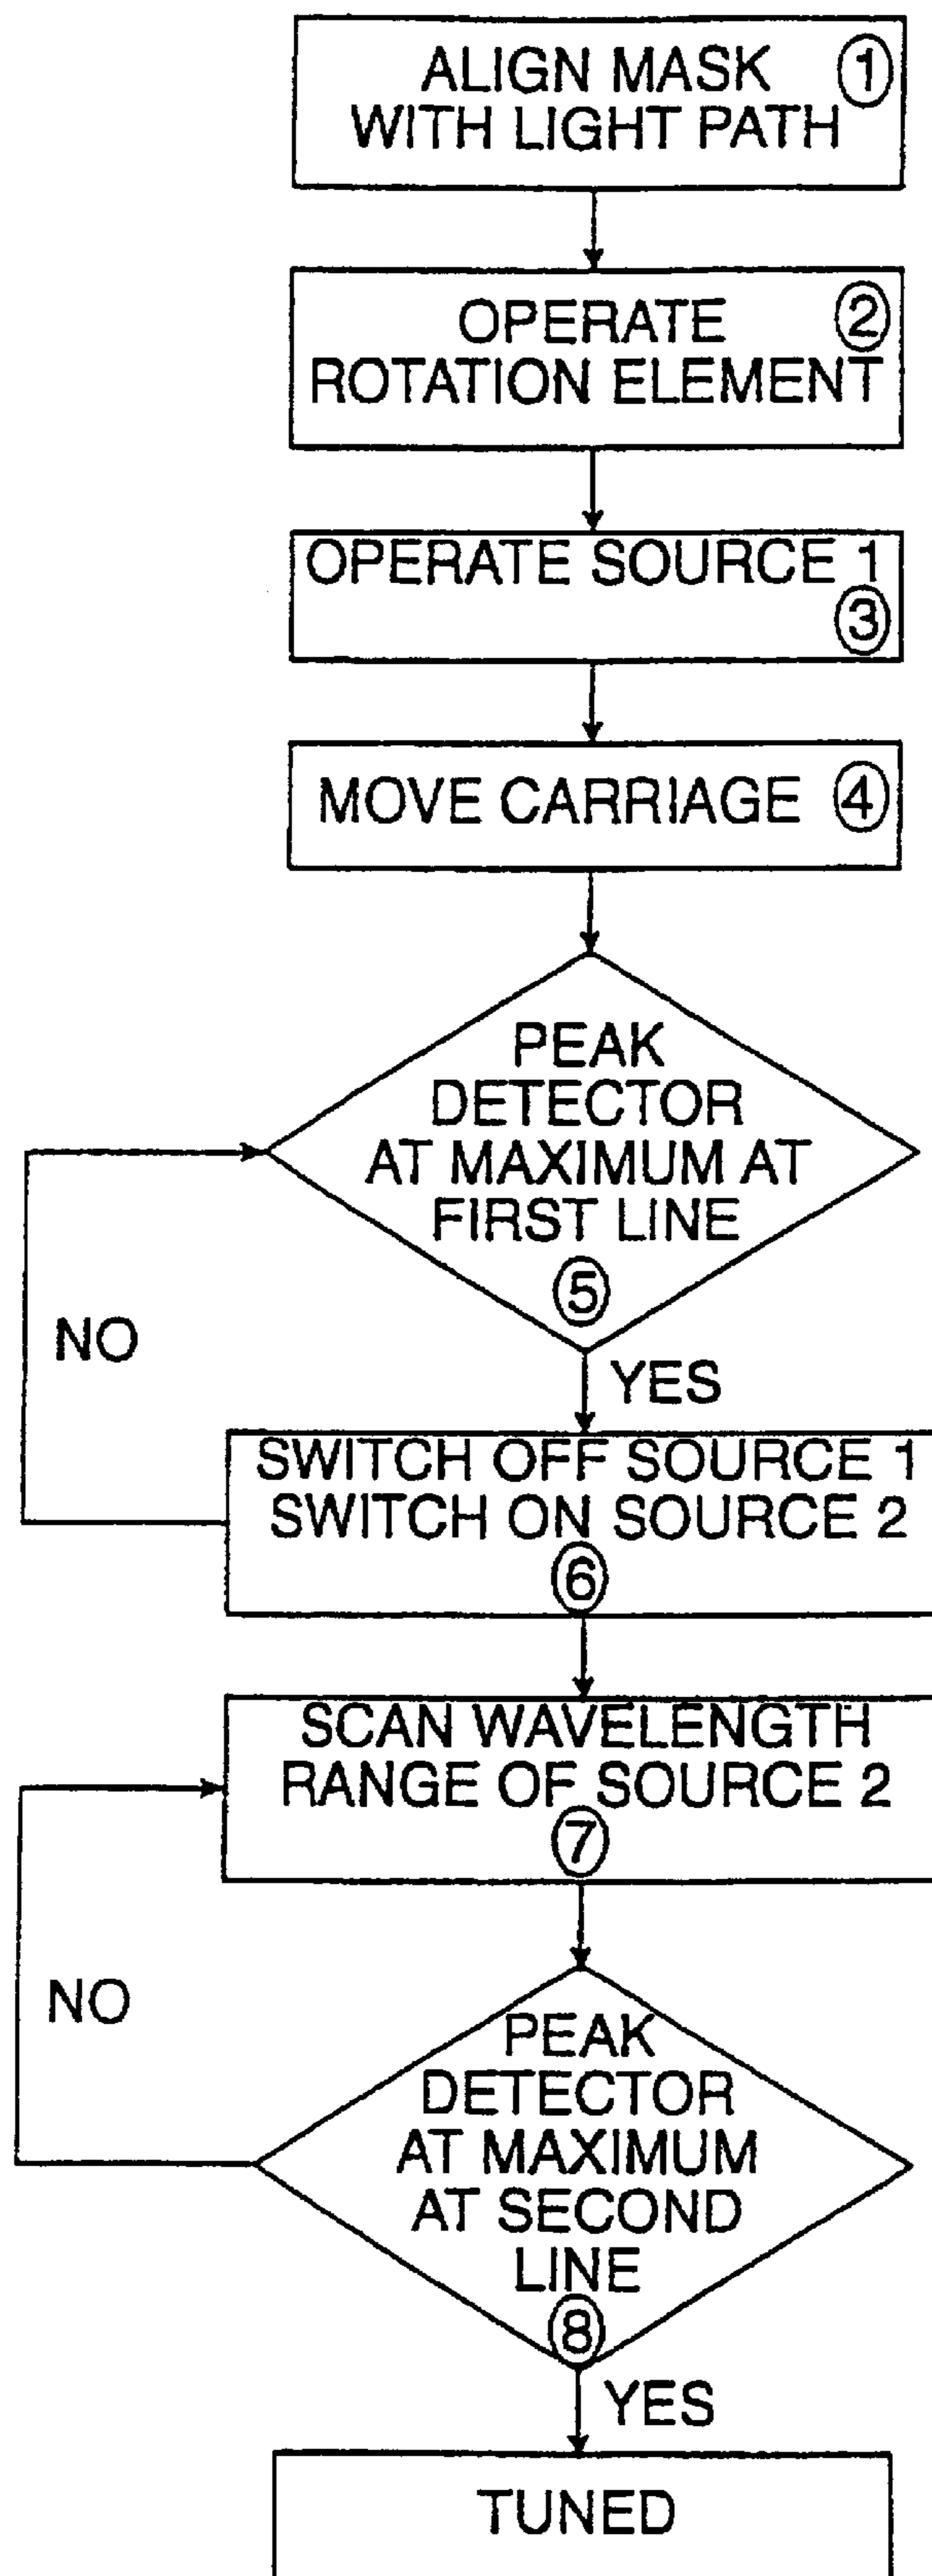 ALIGN MASK ①
WITH LIGHT PATH
OPERATE ②
ROTATION ELEMENT
OPERATE SOURCE 1
③
MOVE CARRIAGE ④
PEAK
DETECTOR
AT MAXIMUM AT
FIRST LINE
⑤
NO
YES
SWITCH OFF SOURCE 1
SWITCH ON SOURCE 2
⑥
SCAN WAVELENGTH
RANGE OF SOURCE 2
⑦
NO
PEAK
DETECTOR
AT MAXIMUM
AT SECOND
LINE
⑧
YES
TUNED